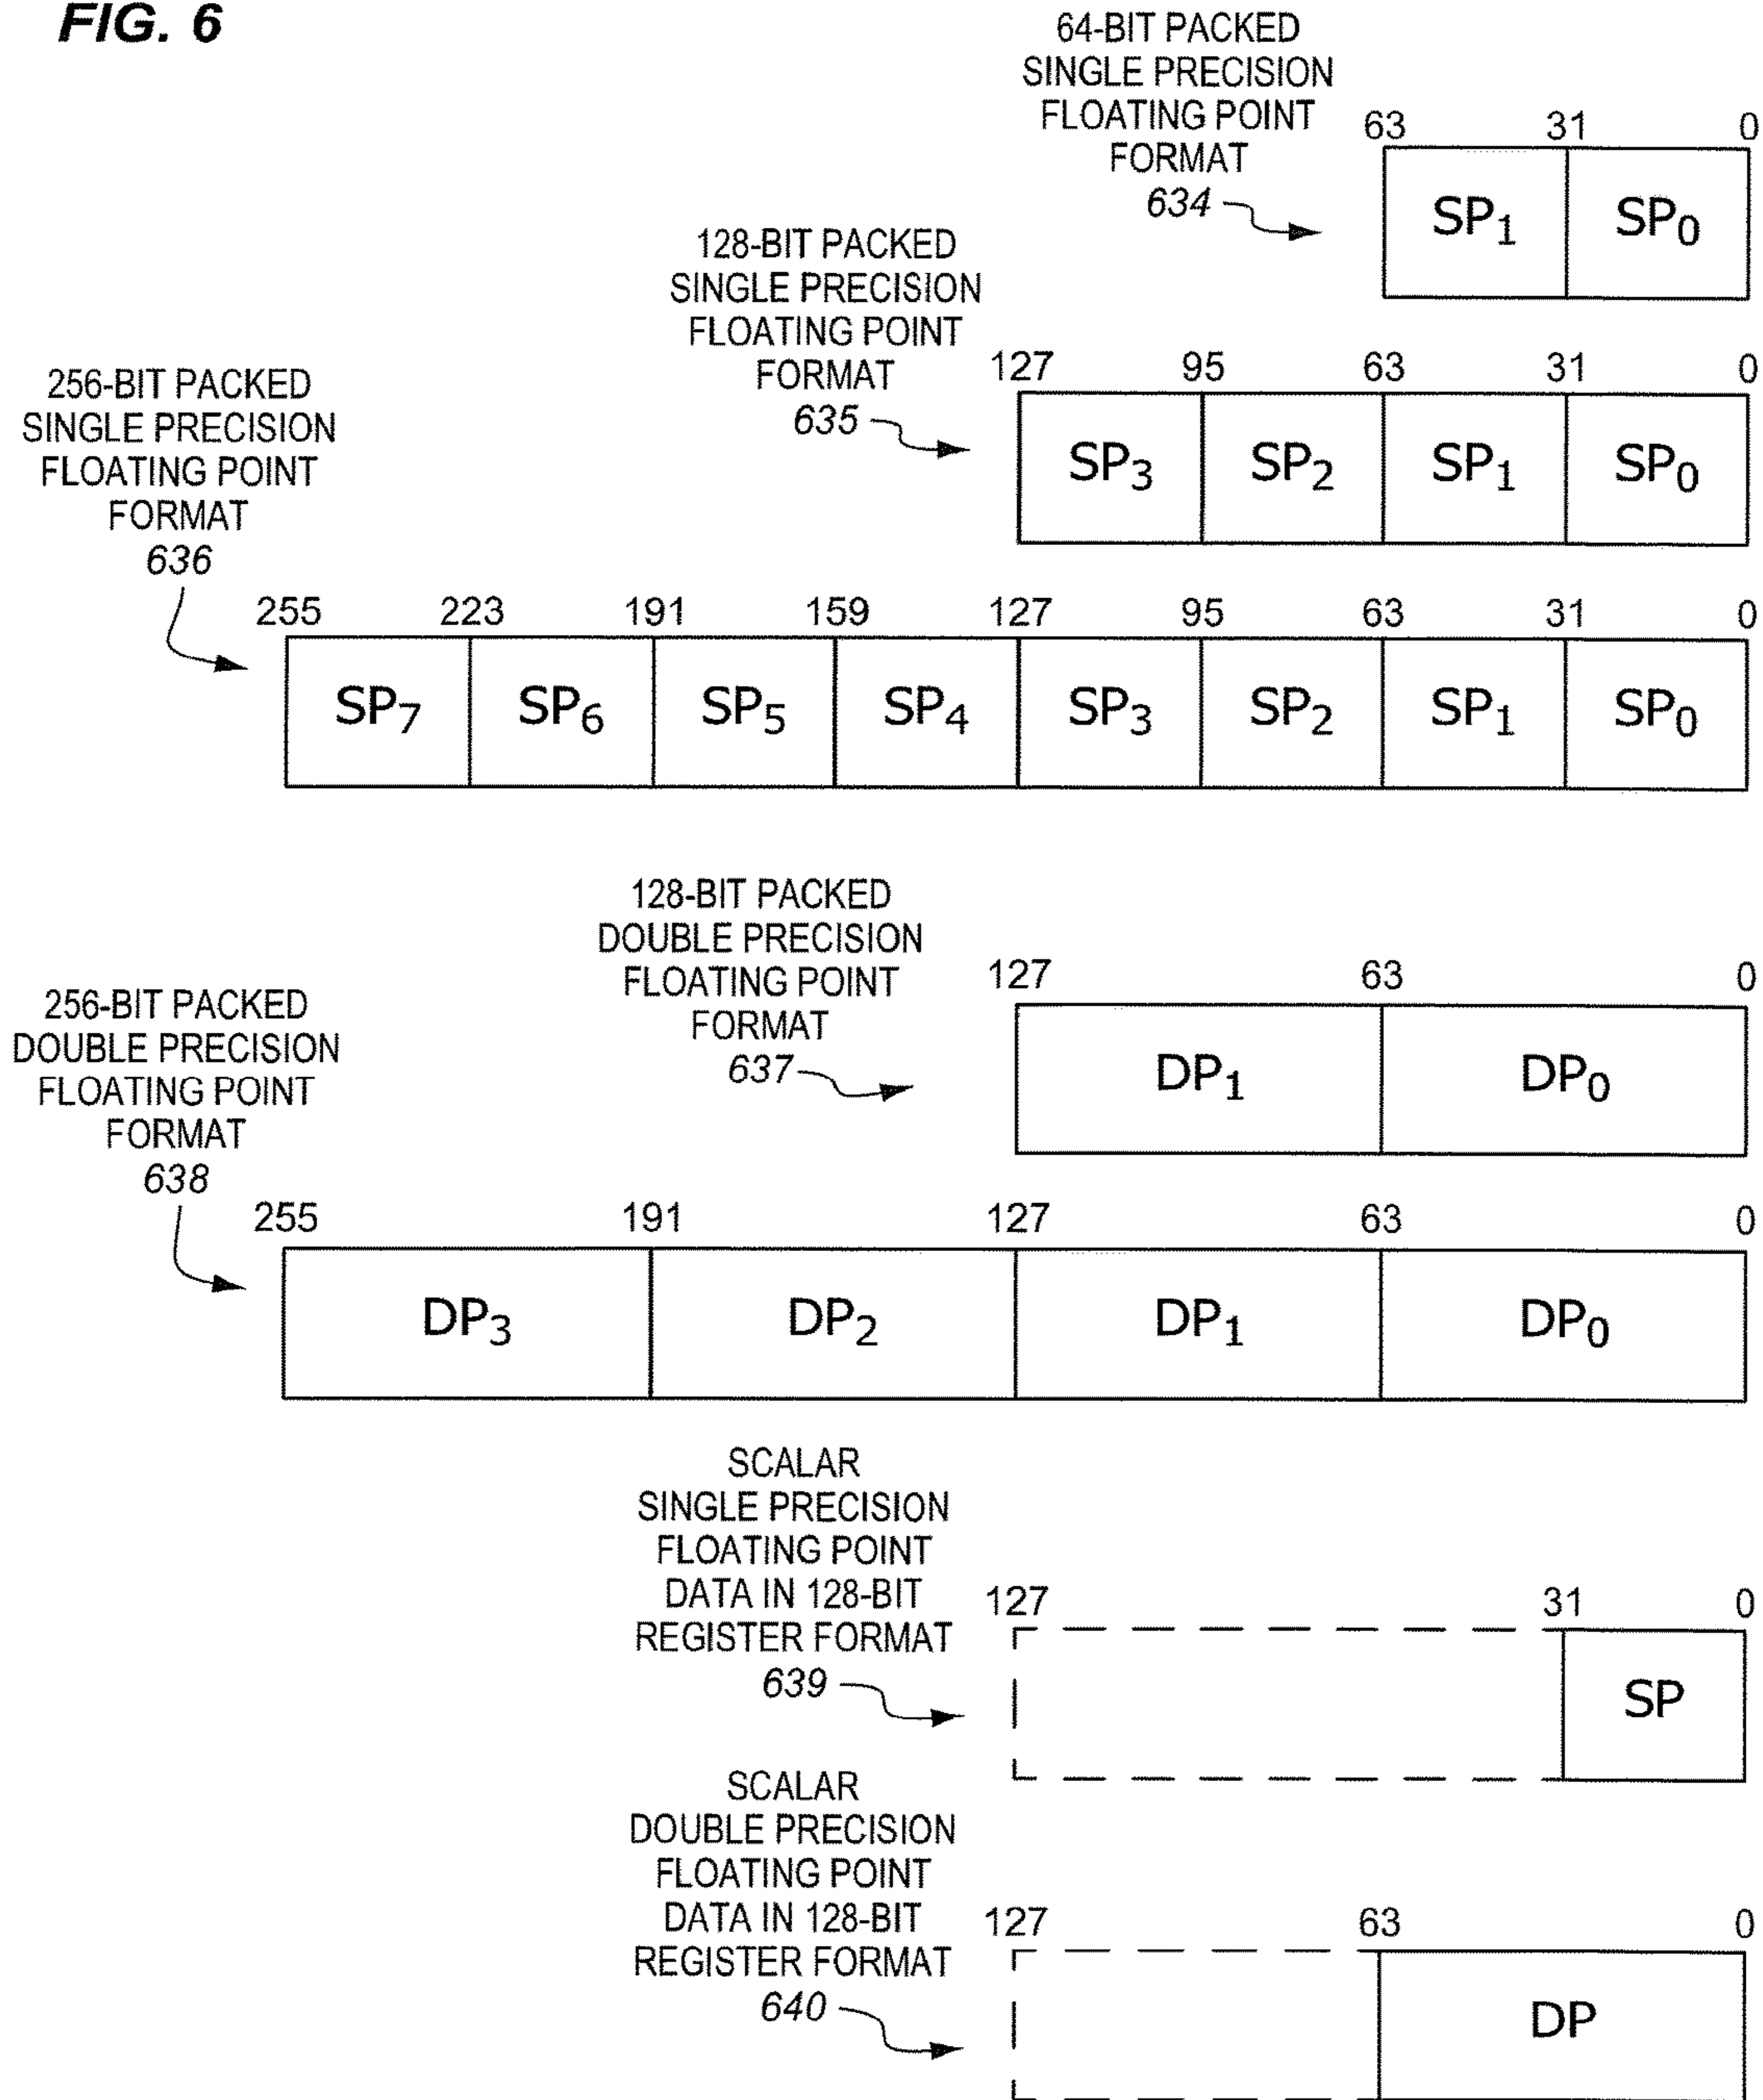 FIG. 6
64-BIT PACKED
SINGLE PRECISION
FLOATING POINT
FORMAT
634
63 31 0
SP1 SP0
128-BIT PACKED
SINGLE PRECISION
FLOATING POINT
FORMAT
635
127 95 63 31 0
SP3 SP2 SP1 SP0
256-BIT PACKED
SINGLE PRECISION
FLOATING POINT
FORMAT
636
255 223 191 159 127 95 63 31 0
SP7 SP6 SP5 SP4 SP3 SP2 SP1 SP0
128-BIT PACKED
DOUBLE PRECISION
FLOATING POINT
FORMAT
637
127 63 0
DP1 DP0
256-BIT PACKED
DOUBLE PRECISION
FLOATING POINT
FORMAT
638
255 191 127 63 0
DP3 DP2 DP1 DP0
SCALAR
SINGLE PRECISION
FLOATING POINT
DATA IN 128-BIT
REGISTER FORMAT
639
127 31 0
SP
SCALAR
DOUBLE PRECISION
FLOATING POINT
DATA IN 128-BIT
REGISTER FORMAT
640
127 63 0
DP